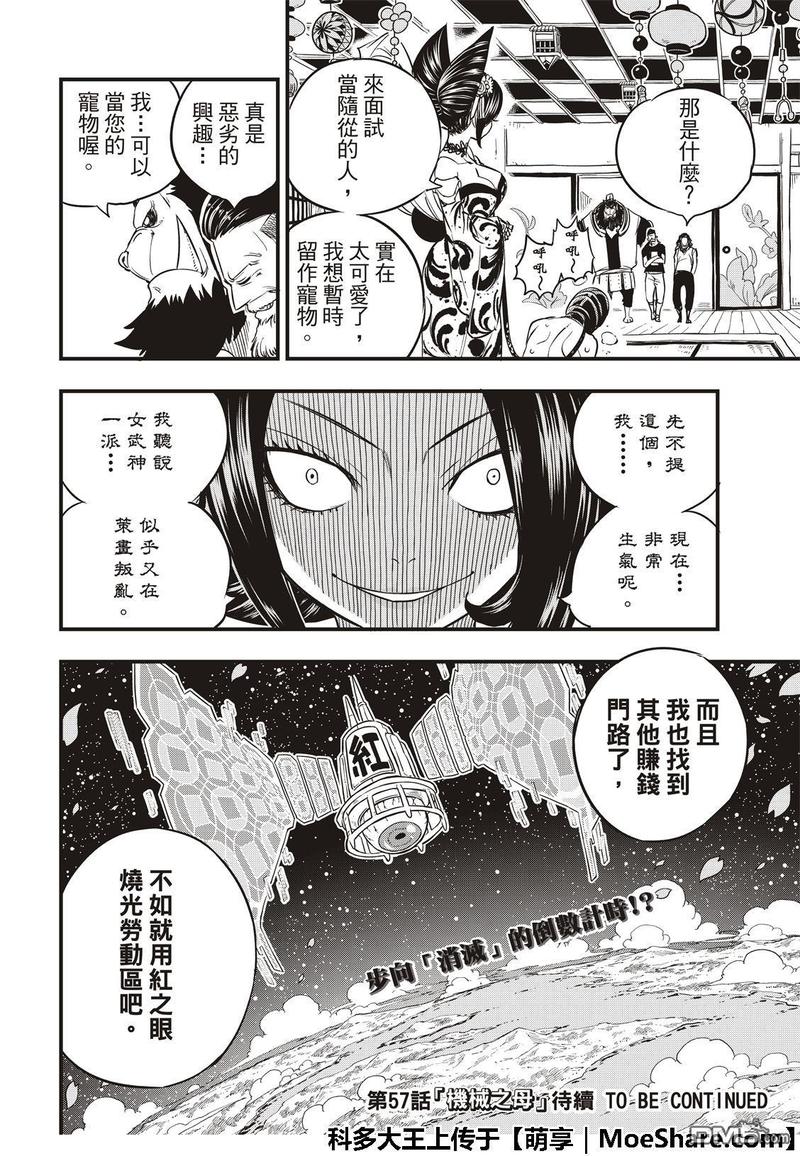 那是什麼?
來面試
當隨從的人,
實在
太可愛了,
我想暫時
留作寵物。
呼吼
呼吼
真是
惡劣的
興趣…
我…可以
當您的
寵物喔。
先不提
這個,
我……
現在…
非常
生氣呢。
我聽說
女武神
一派…
似乎又在
策畫叛亂。
而且
我也找到
其他賺錢
門路了,
紅
不如就用紅之眼
燒光勞動區吧。
步向「消滅」的倒數計時!?
第57話『機械之母』待續 TO BE CONTINUED
科多大王上传于【萌享|MoeShare.com】